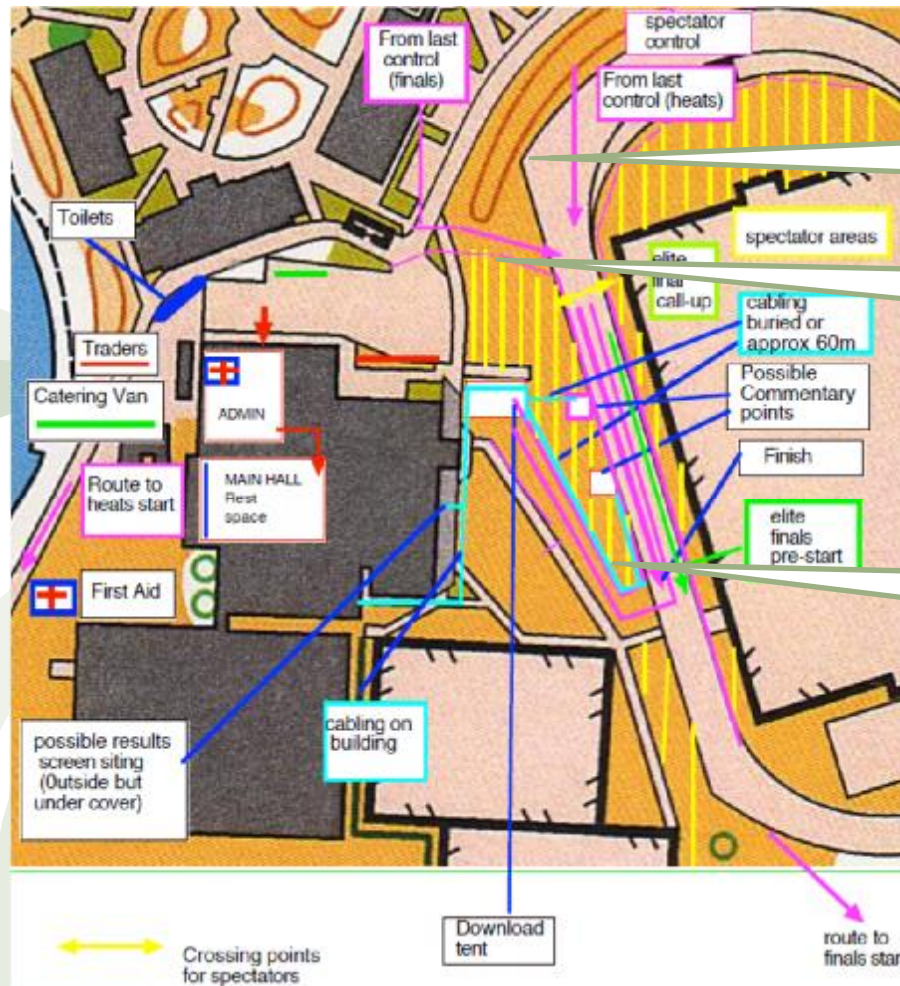 From last
control
(finals)
spectator
control
From last
control (heats)
Toilets
elite
final
call-up
spectator areas
cabling
buried or
approx 60m
Traders
Catering Van
ADMIN
Possible
Commentary
points
MAIN HALL
Rest
space
Route to
heats start
Finish
elite
finals
pre-start
First Aid
possible results
screen siting
(Outside but
under cover)
cabling on
building
Crossing points
for spectators
Download
tent
route to
finals star